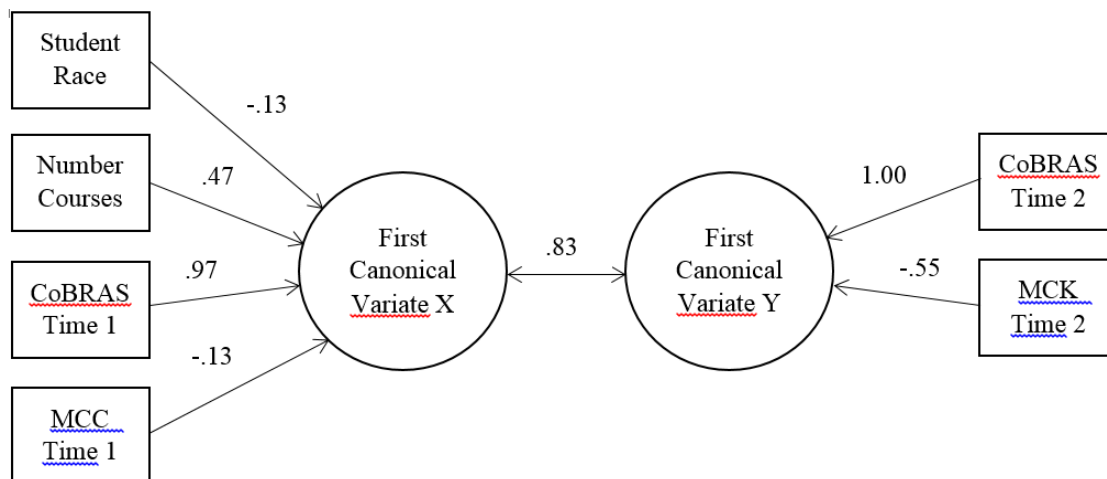 Student
Race
-.13
Number
Courses
.47
CoBRAS
Time 1
.97
MCC
Time 1
-.13
First
Canonical
Variate X
.83
First
Canonical
Variate Y
1.00
CoBRAS
Time 2
-.55
MCK
Time 2